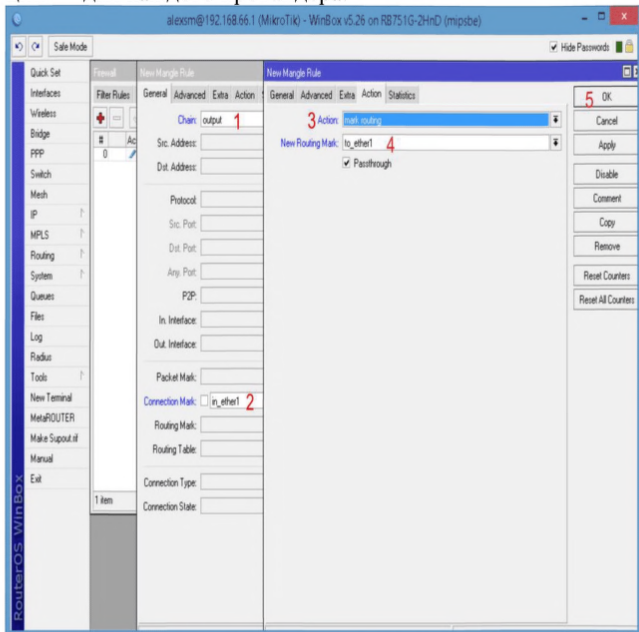 alexsm@192.168.66.1 (MikroTik) - WinBox v5.26 on RB751G-2HnD (mipsbe)
Safe Mode
Hide Passwords
Quick Set
Interfaces
Wireless
Bridge
PPP
Switch
Mesh
IP
MPLS
Routing
System
Queues
Files
Log
Radius
Tools
New Terminal
MetaROUTER
Make Supout.rif
Manual
Exit
RouterOS WinBox
Firewall
Filter Rules
#
0
1 item
New Mangle Rule
General Advanced Extra Action
Chain: output 1
Src. Address:
Dst. Address:
Protocol:
Src. Port:
Dst. Port:
Any. Port:
P2P:
In. Interface:
Out. Interface:
Packet Mark:
Connection Mark: in_ether1 2
Routing Mark:
Routing Table:
Connection Type:
Connection State:
New Mangle Rule
General Advanced Extra Action Statistics
3 Action: mark routing
New Routing Mark: to_ether1 4
Passthrough
5 OK
Cancel
Apply
Disable
Comment
Copy
Remove
Reset Counters
Reset All Counters